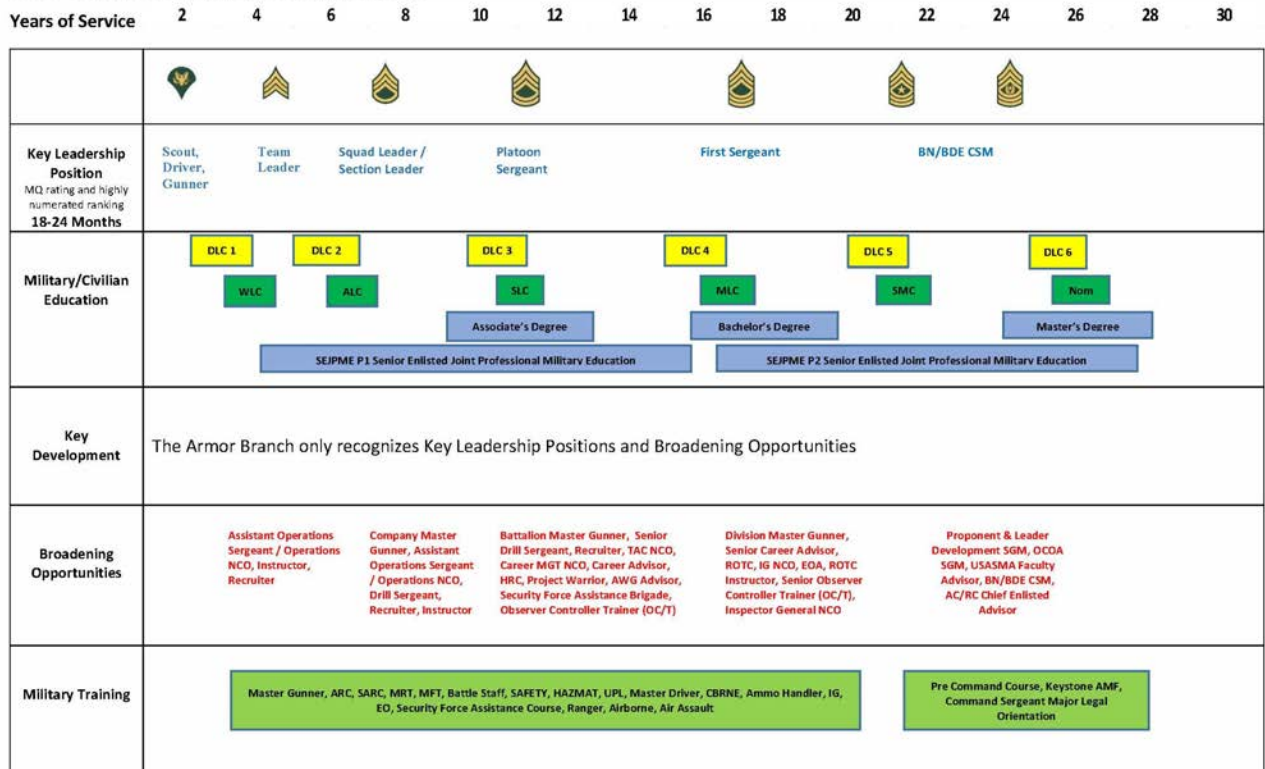 Years of Service 2 4 6 8 10 12 14 16 18 20 22 24 26 28 30
Key Leadership
Position
MQ rating and highly
numerated ranking
18-24 Months
Scout,
Driver,
Gunner
Team
Leader
Squad Leader /
Section Leader
Platoon
Sergeant
First Sergeant
BN/BDE CSM
Military/Civilian
Education
DLC 1
DLC 2
DLC 3
DLC 4
DLC 5
DLC 6
WLC
ALC
SLC
MLC
SMC
Nom
Associate's Degree
Bachelor's Degree
Master's Degree
SEJPME P1 Senior Enlisted Joint Professional Military Education
SEJPME P2 Senior Enlisted Joint Professional Military Education
Key
Development
The Armor Branch only recognizes Key Leadership Positions and Broadening Opportunities
Broadening
Opportunities
Assistant Operations
Sergeant / Operations
NCO, Instructor,
Recruiter
Company Master
Gunner, Assistant
Operations Sergeant
/ Operations NCO,
Drill Sergeant,
Recruiter, Instructor
Battalion Master Gunner, Senior
Drill Sergeant, Recruiter, TAC NCO,
Career MGT NCO, Career Advisor,
HRC, Project Warrior, AWG Advisor,
Security Force Assistance Brigade,
Observer Controller Trainer (OC/T)
Division Master Gunner,
Senior Career Advisor,
ROTC, IG NCO, EOA, ROTC
Instructor, Senior Observer
Controller Trainer (OC/T),
Inspector General NCO
Proponent & Leader
Development SGM, OCOA
SGM, USASMA Faculty
Advisor, BN/BDE CSM,
AC/RC Chief Enlisted
Advisor
Military Training
Master Gunner, ARC, SARC, MRT, MFT, Battle Staff, SAFETY, HAZMAT, UPL, Master Driver, CBRNE, Ammo Handler, IG,
EO, Security Force Assistance Course, Ranger, Airborne, Air Assault
Pre Command Course, Keystone AMF,
Command Sergeant Major Legal
Orientation